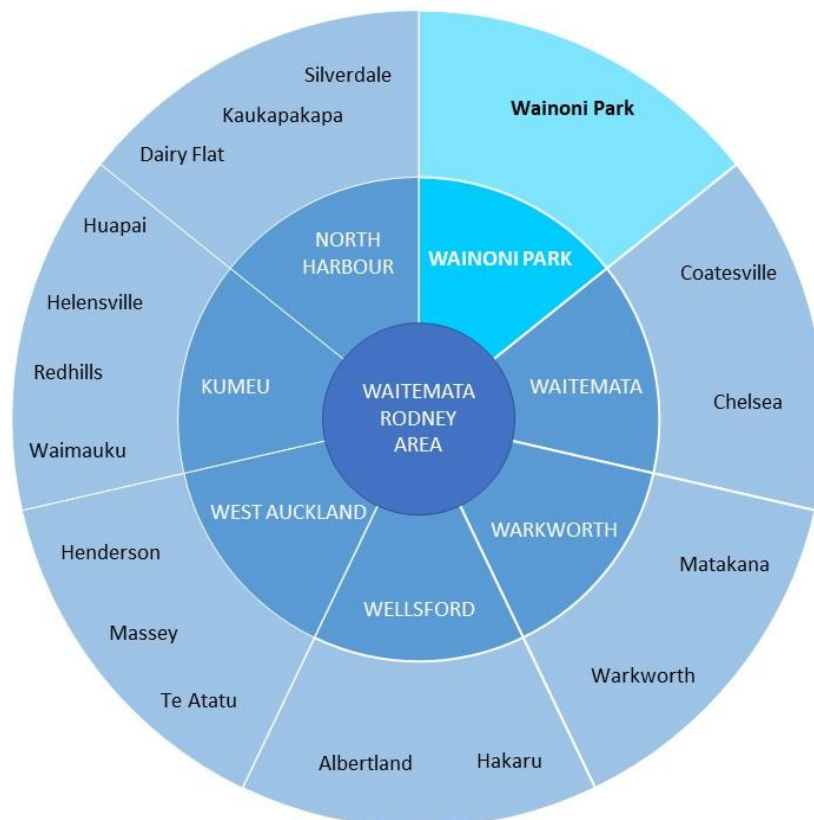 Silverdale
Kaukapakapa
Dairy Flat
Wainoni Park
Huapai
Helensville
Redhills
Waimauku
NORTH
HARBOUR
WAINONI PARK
Coatesville
Chelsea
KUMEU
WAITEMATA
RODNEY
AREA
WAITEMATA
WEST AUCKLAND
WARKWORTH
WELLSFORD
Henderson
Massey
Te Atatu
Matakana
Warkworth
Albertland
Hakaru